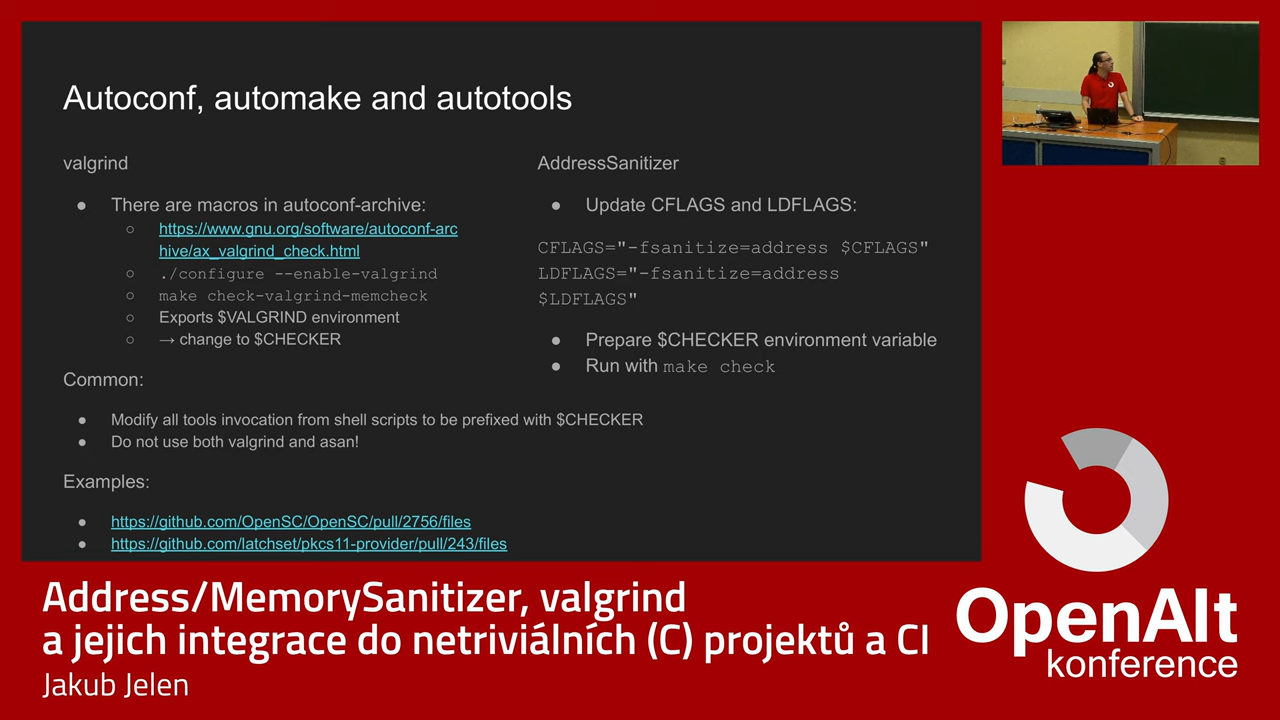 Autoconf, automake and autotools
valgrind
● There are macros in autoconf-archive:
○ https://www.gnu.org/software/autoconf-arc
hive/ax_valgrind_check.html
○ ./configure --enable-valgrind
○ make check-valgrind-memcheck
○ Exports $VALGRIND environment
○ → change to $CHECKER
AddressSanitizer
● Update CFLAGS and LDFLAGS:
CFLAGS="-fsanitize=address $CFLAGS"
LDFLAGS="-fsanitize=address
$LDFLAGS"
● Prepare $CHECKER environment variable
● Run with make check
Common:
● Modify all tools invocation from shell scripts to be prefixed with $CHECKER
● Do not use both valgrind and asan!
Examples:
● https://github.com/OpenSC/OpenSC/pull/2756/files
● https://github.com/latchset/pkcs11-provider/pull/243/files
Address/MemorySanitizer, valgrind
a jejich integrace do netriviálních (C) projektů a CI
Jakub Jelen
OpenAlt
konference